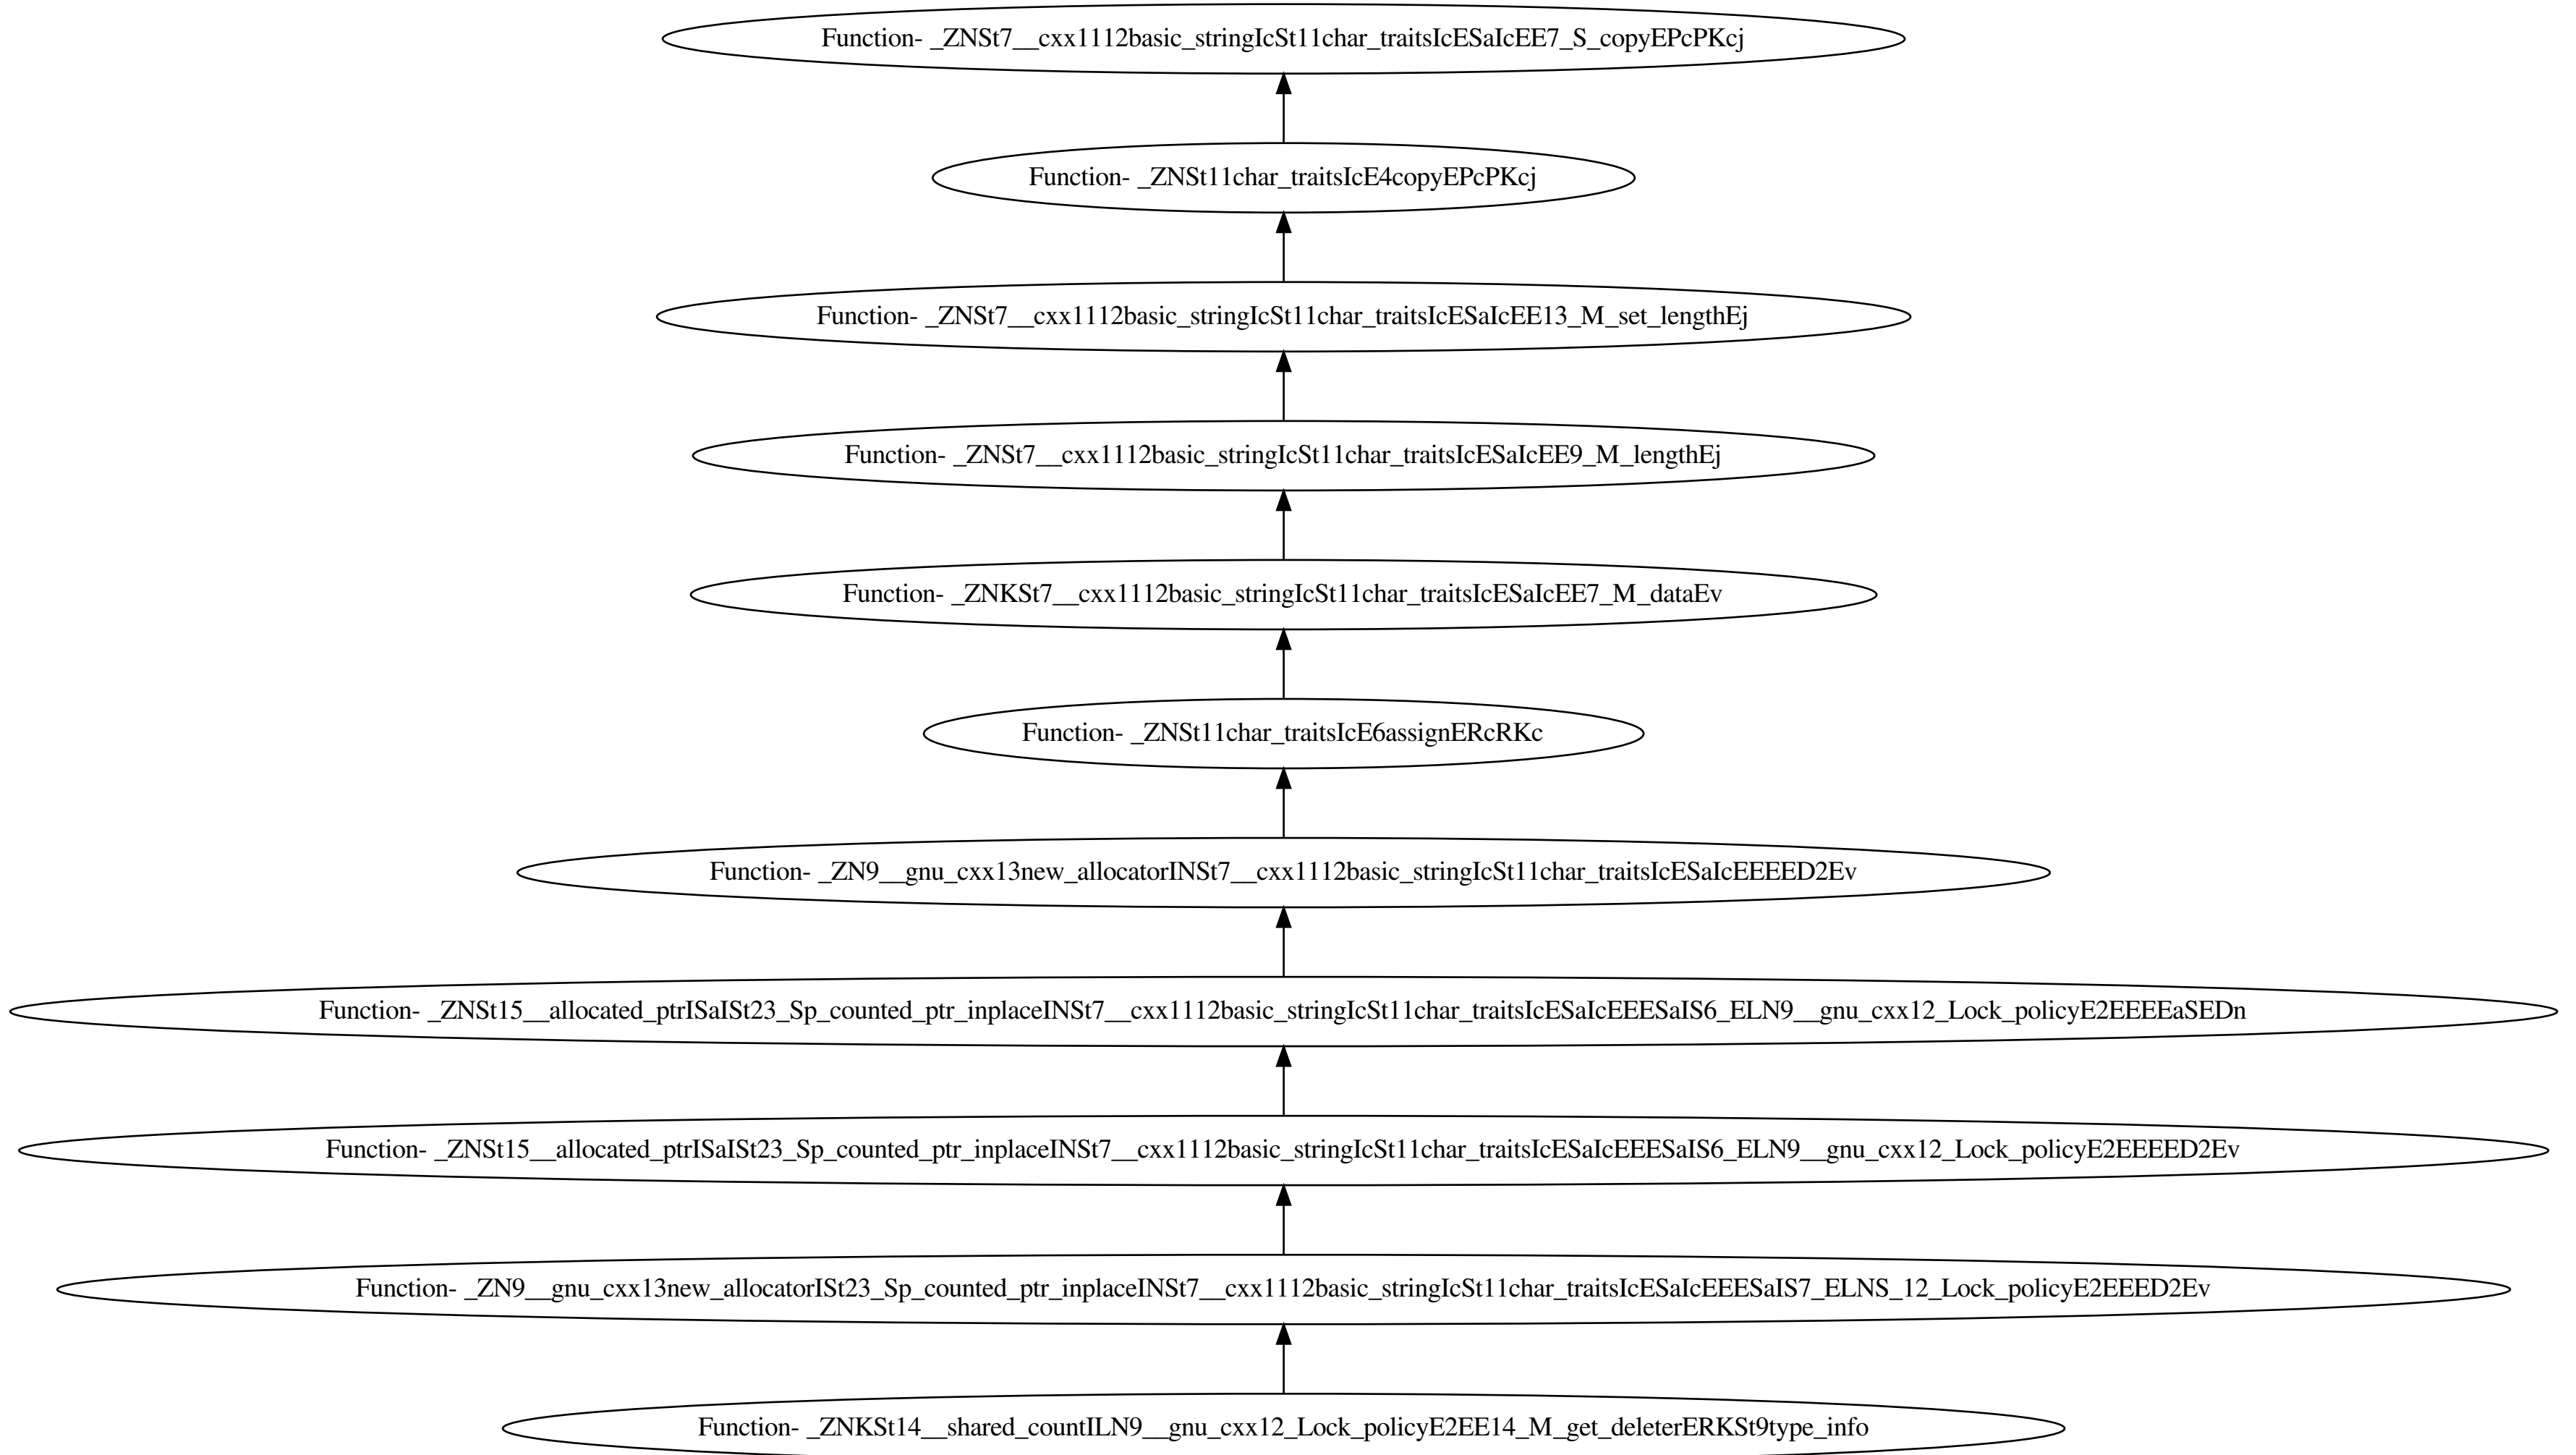 Function- _ZNSt7__cxx1112basic_stringIcSt11char_traitsIcESaIcEE7_S_copyEPcPKcj
Function- _ZNSt11char_traitsIcE4copyEPcPKcj
Function- _ZNSt7__cxx1112basic_stringIcSt11char_traitsIcESaIcEE13_M_set_lengthEj
Function- _ZNSt7__cxx1112basic_stringIcSt11char_traitsIcESaIcEE9_M_lengthEj
Function- _ZNKSt7__cxx1112basic_stringIcSt11char_traitsIcESaIcEE7_M_dataEv
Function- _ZNSt11char_traitsIcE6assignERcRKc
Function- _ZN9__gnu_cxx13new_allocatorINSt7__cxx1112basic_stringIcSt11char_traitsIcESaIcEEEED2Ev
Function- _ZNSt15__allocated_ptrISaISt23_Sp_counted_ptr_inplaceINSt7__cxx1112basic_stringIcSt11char_traitsIcESaIcEEESaIS6_ELN9__gnu_cxx12_Lock_policyE2EEEEaSEDn
Function- _ZNSt15__allocated_ptrISaISt23_Sp_counted_ptr_inplaceINSt7__cxx1112basic_stringIcSt11char_traitsIcESaIcEEESaIS6_ELN9__gnu_cxx12_Lock_policyE2EEEED2Ev
Function- _ZN9__gnu_cxx13new_allocatorISt23_Sp_counted_ptr_inplaceINSt7__cxx1112basic_stringIcSt11char_traitsIcESaIcEEESaIS7_ELNS_12_Lock_policyE2EEED2Ev
Function- _ZNKSt14__shared_countILN9__gnu_cxx12_Lock_policyE2EE14_M_get_deleterERKSt9type_info